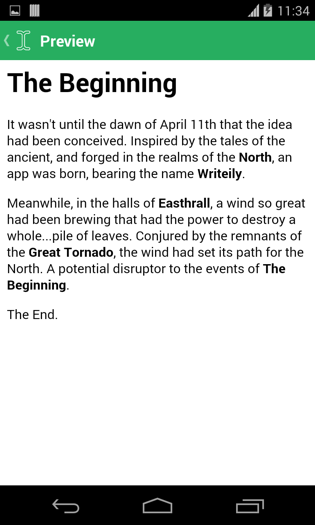 11:34
Preview
The Beginning
It wasn't until the dawn of April 11th that the idea
had been conceived. Inspired by the tales of the
ancient, and forged in the realms of the North, an
app was born, bearing the name Writeily.
Meanwhile, in the halls of Easthrall, a wind so great
had been brewing that had the power to destroy a
whole...pile of leaves. Conjured by the remnants of
the Great Tornado, the wind had set its path for the
North. A potential disruptor to the events of The
Beginning.
The End.